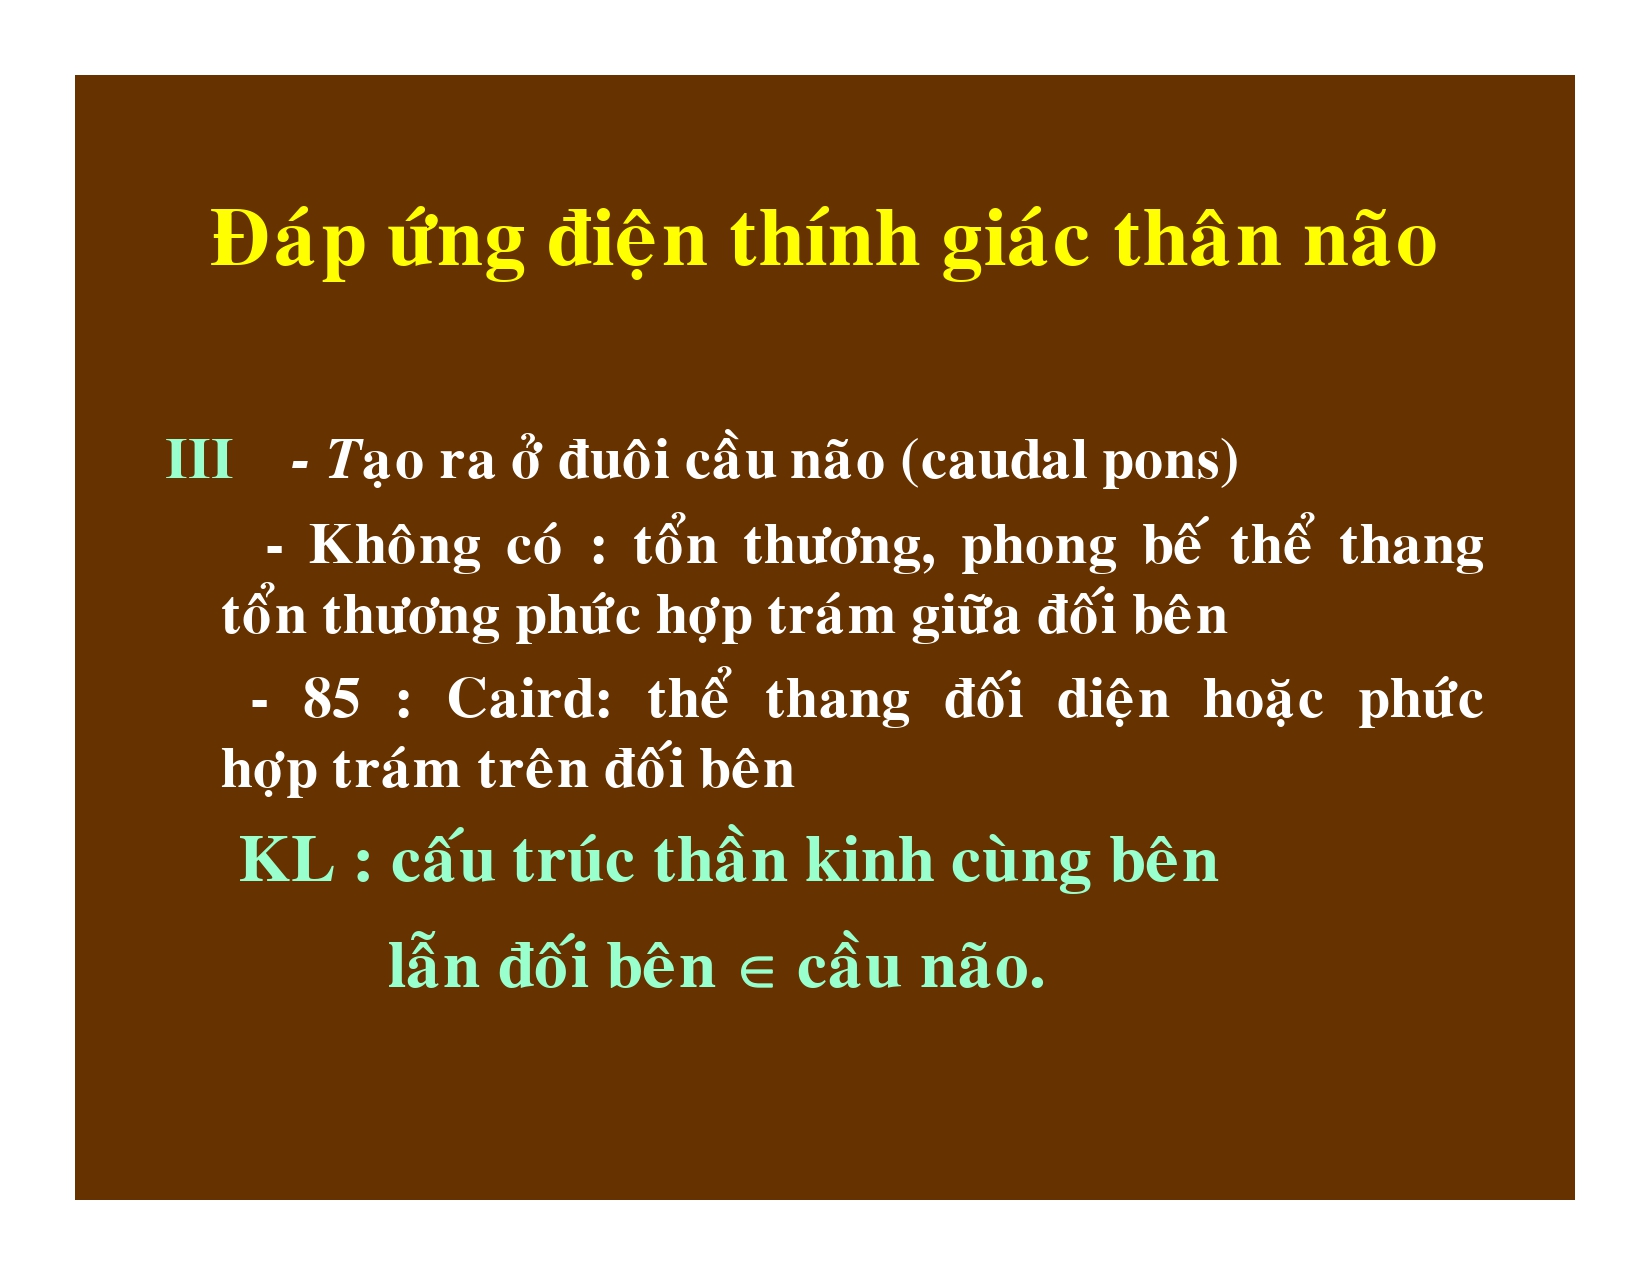 Đáp ứng điện thính giác thân não
III - Tạo ra ở đuôi cầu não (caudal pons)
- Không có : tổn thương, phong bế thể thang
tổn thương phức hợp trám giữa đối bên
- 85 : Caird: thể thang đối diện hoặc phức
hợp trám trên đối bên
KL : cấu trúc thần kinh cùng bên
lẫn đối bên ∈ cầu não.